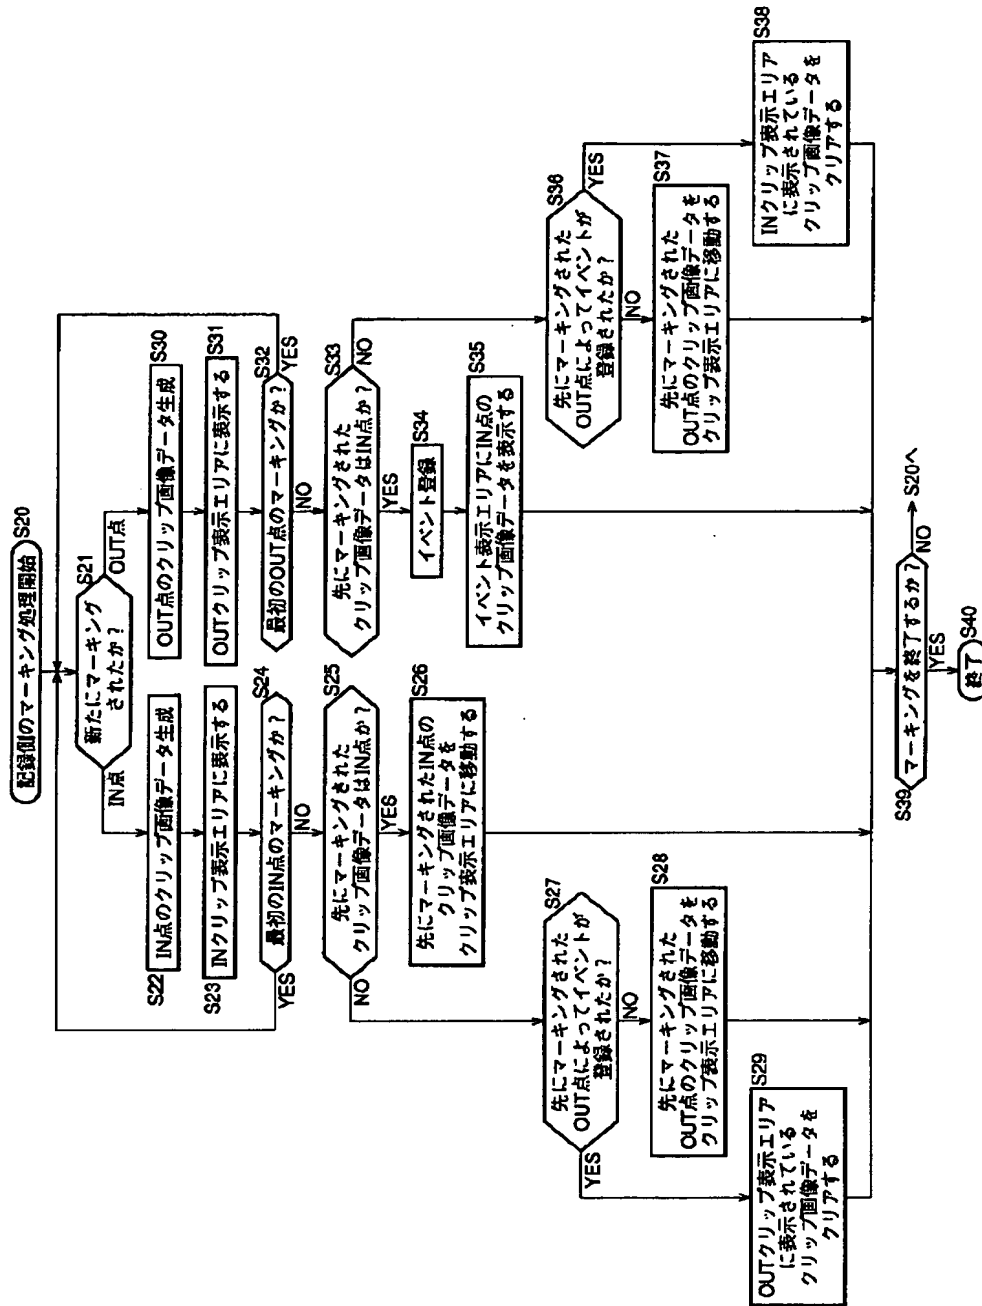 記録側のマーキング処理開始
S20
新たにマーキング
されたか?
S21
IN点
OUT点
S22
IN点のクリップ画像データ生成
S23
INクリップ表示エリアに表示する
最初のIN点のマーキングか?
S24
YES
NO
先にマーキングされた
クリップ画像データはIN点か?
S25
NO
YES
先にマーキングされたIN点の
クリップ画像データを
クリップ表示エリアに移動する
S26
先にマーキングされた
OUT点によってイベントが
登録されたか?
S27
YES
NO
先にマーキングされた
OUT点のクリップ画像データを
クリップ表示エリアに移動する
S28
OUTクリップ表示エリア
に表示されている
クリップ画像データを
クリアする
S29
OUT点のクリップ画像データ生成
S30
OUTクリップ表示エリアに表示する
S31
最初のOUT点のマーキングか?
S32
YES
NO
先にマーキングされた
クリップ画像データはIN点か?
S33
NO
YES
イベント登録
S34
イベント表示エリアにIN点の
クリップ画像データを表示する
S35
先にマーキングされた
OUT点によってイベントが
登録されたか?
S36
YES
NO
先にマーキングされた
OUT点のクリップ画像データを
クリップ表示エリアに移動する
S37
INクリップ表示エリア
に表示されている
クリップ画像データを
クリアする
S38
S39
マーキングを終了するか?
NO
S20へ
YES
終了
S40